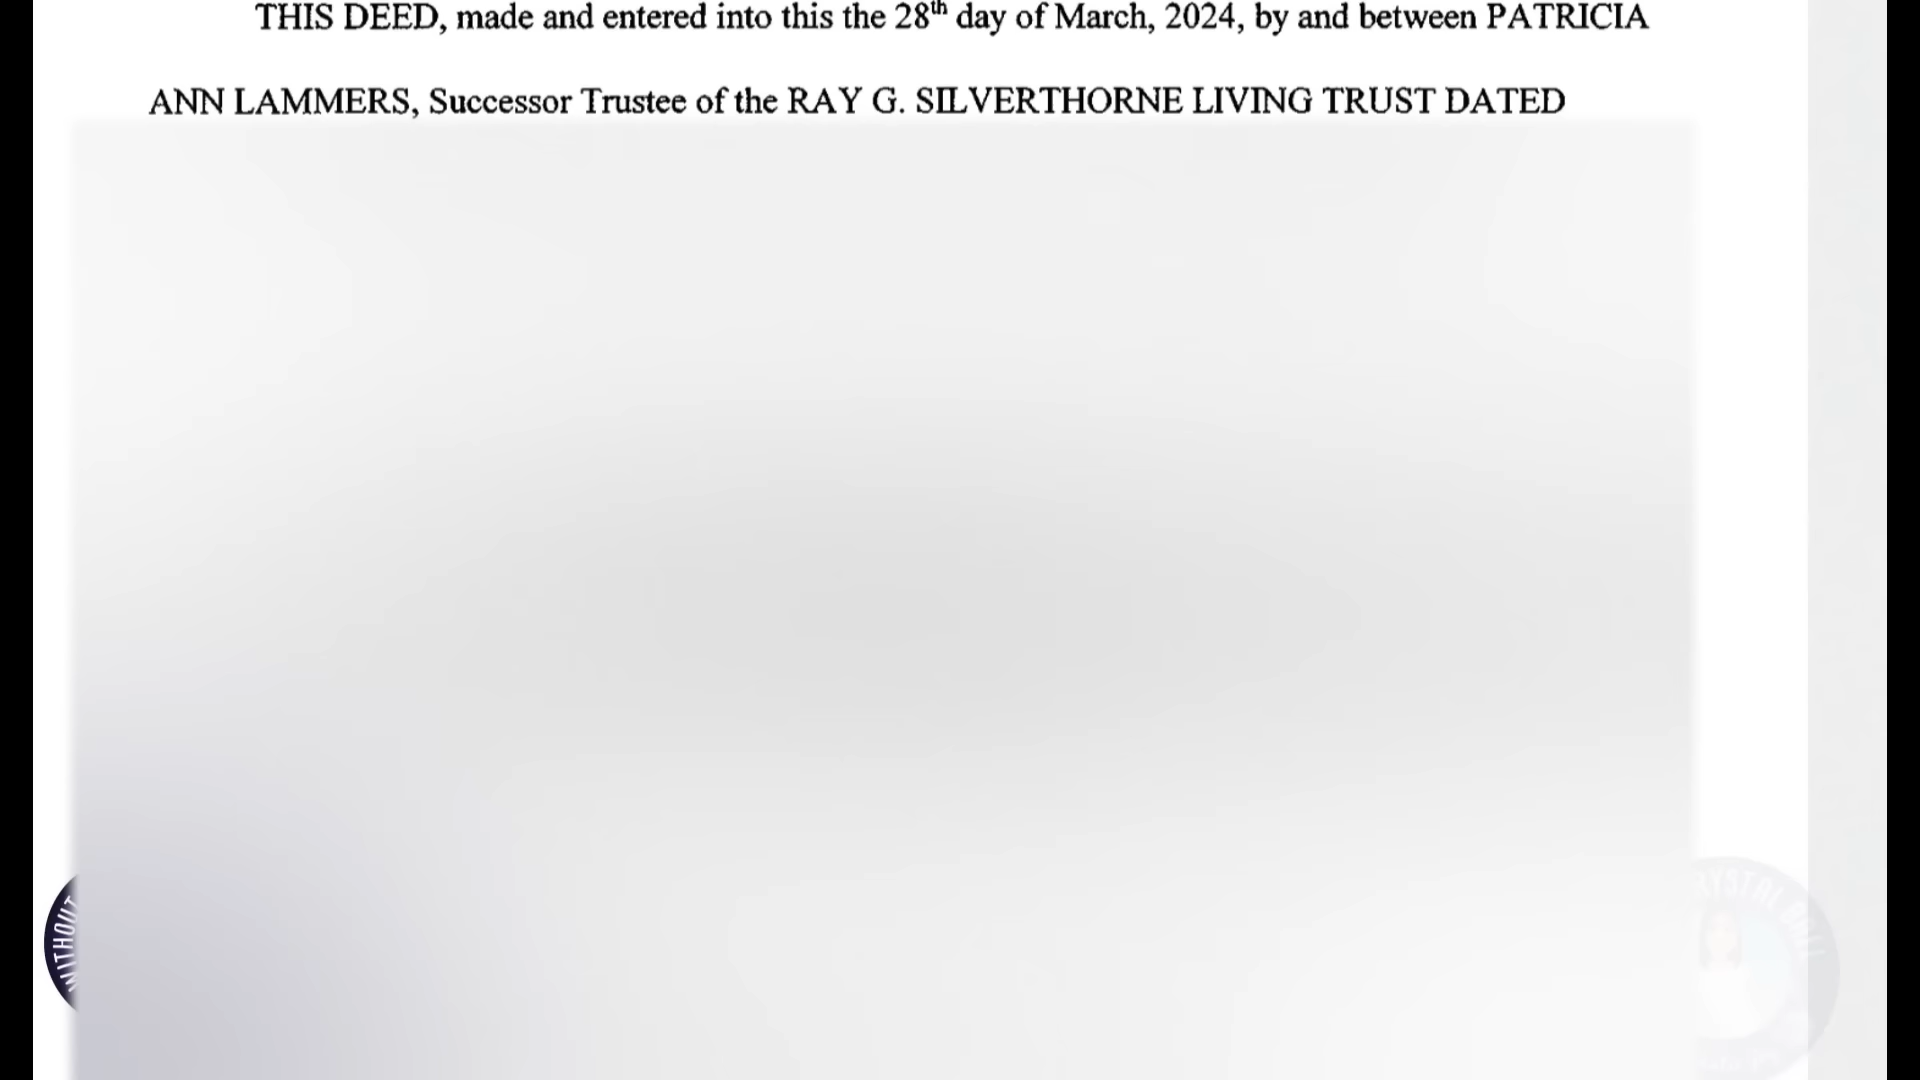 THIS DEED, made and entered into this the 28th day of March, 2024, by and between PATRICIA
ANN LAMMERS, Successor Trustee of the RAY G. SILVERTHORNE LIVING TRUST DATED
WITHOUT